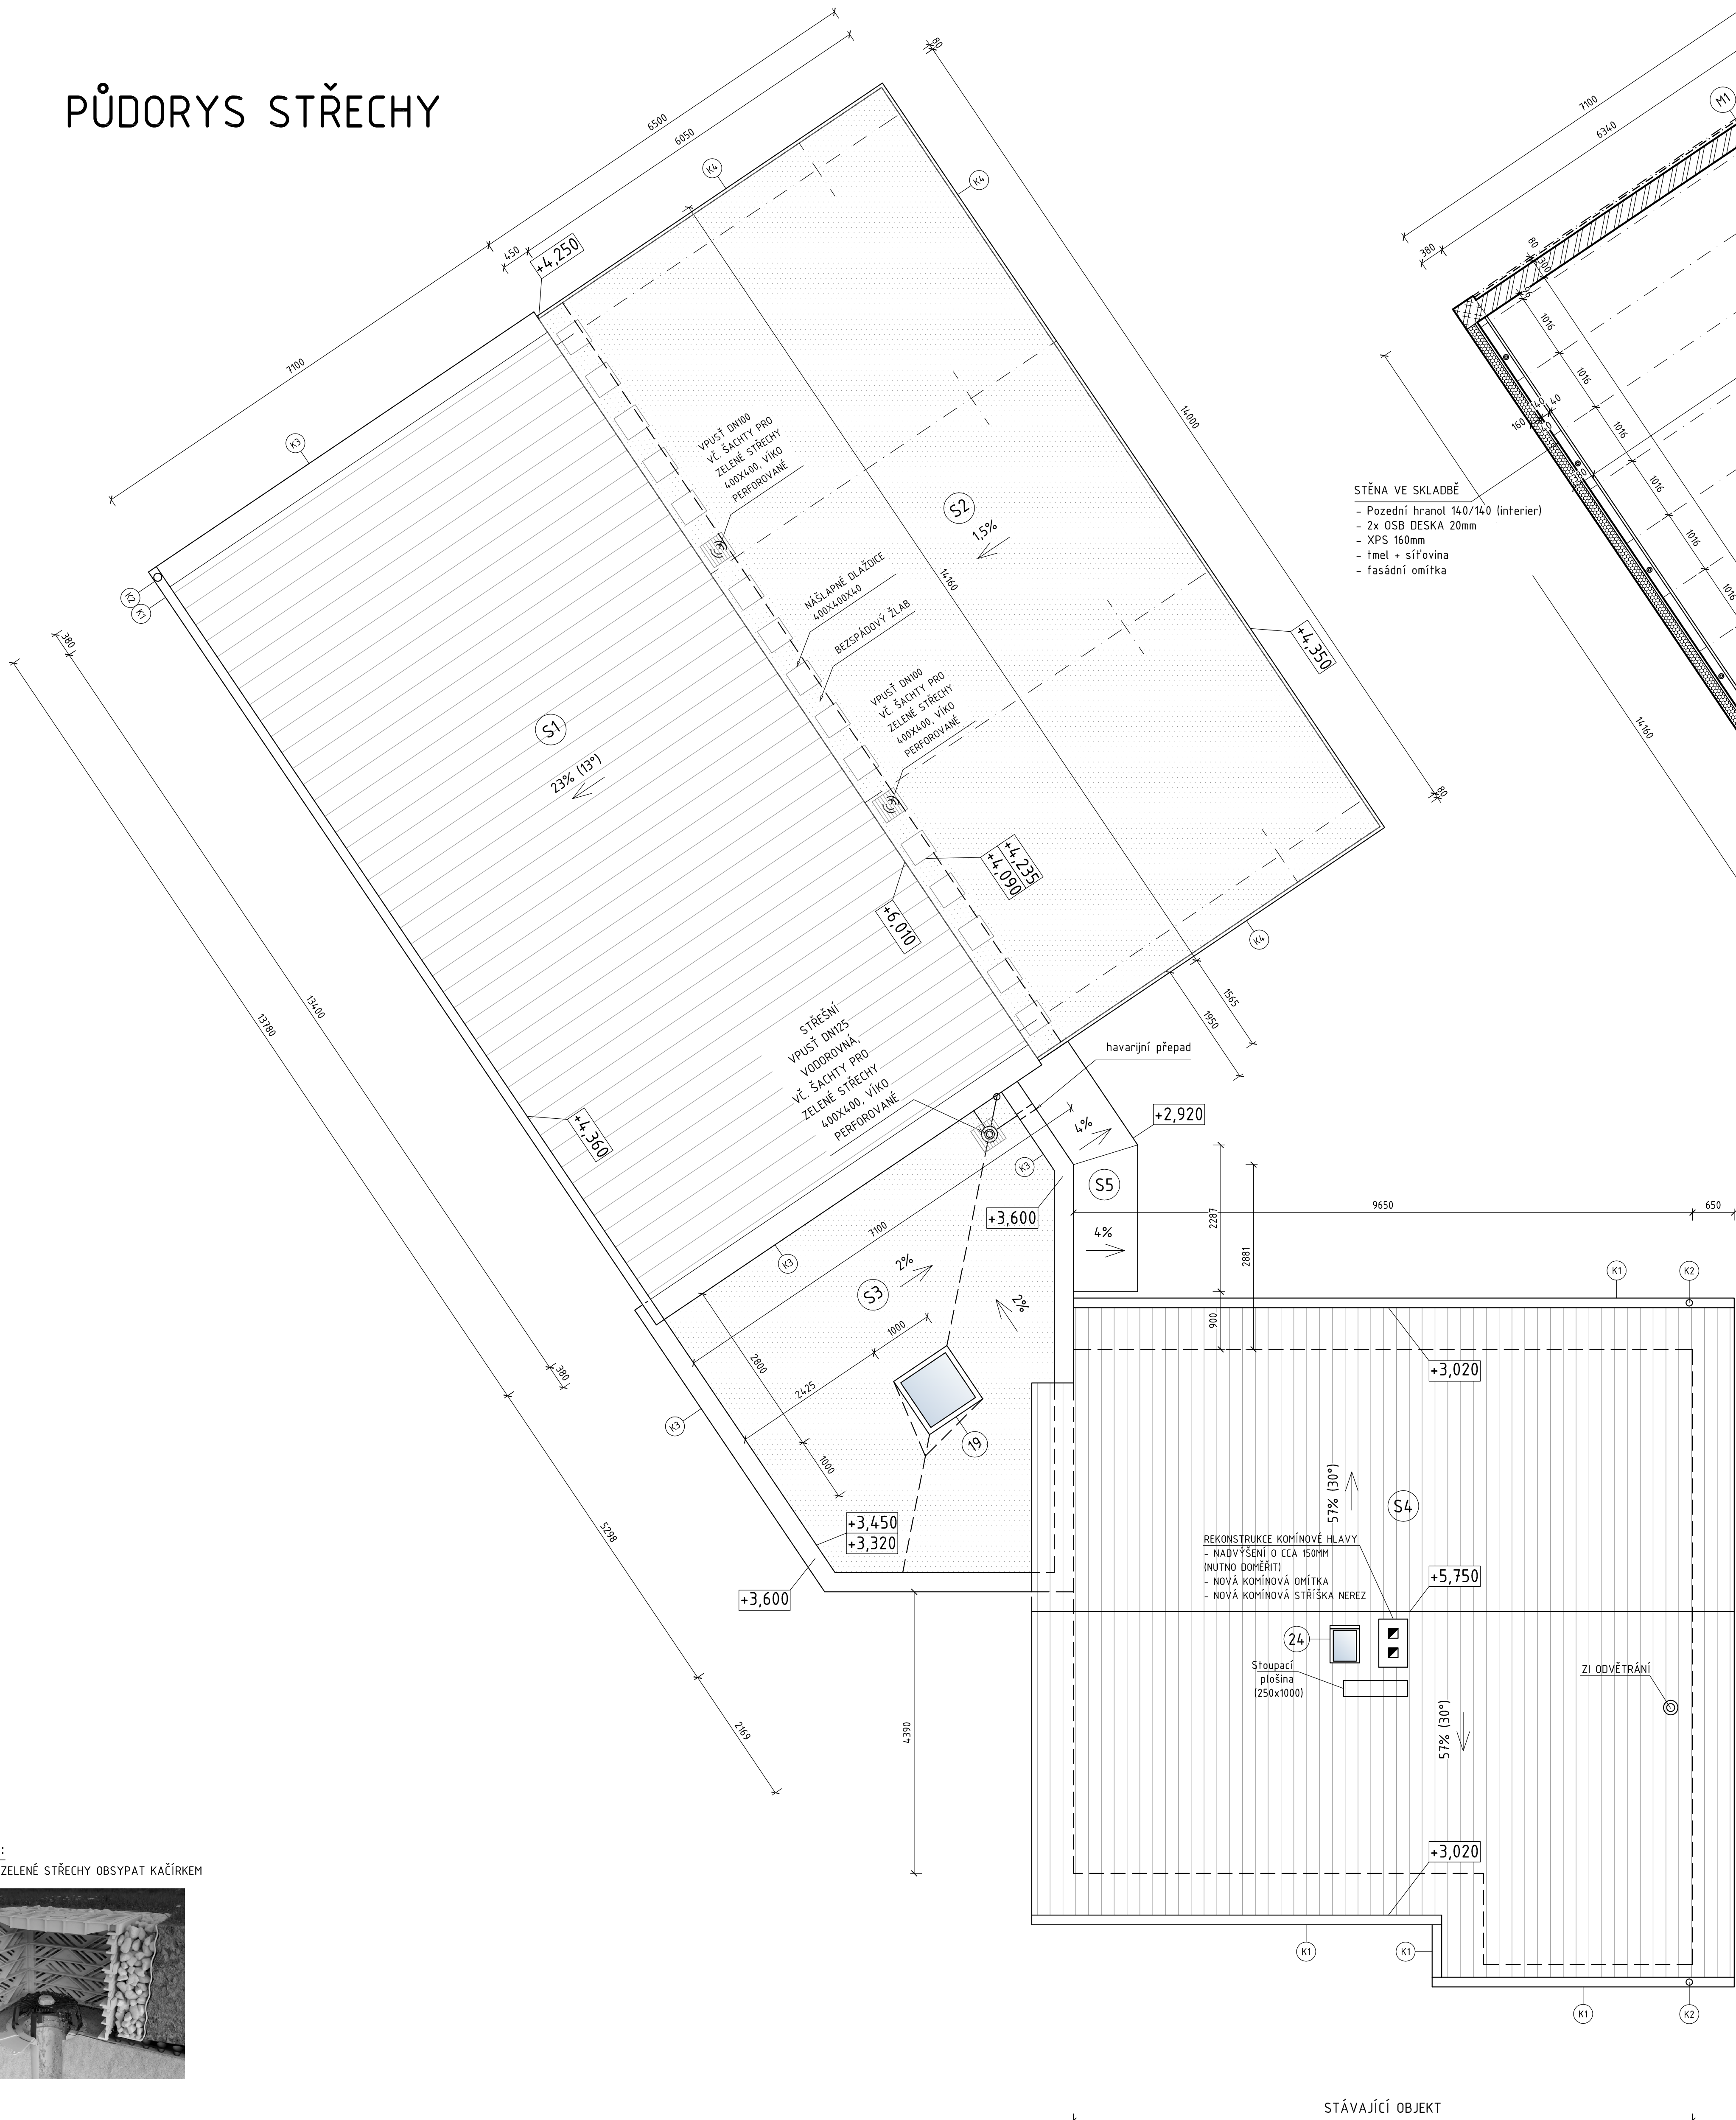 PŮDORYS STŘECHY
6500
6050
80
7100
6340
M1
K4
K4
450
+4,250
380
80
300
96
1016
1016
1016
1016
1016
1016
7100
K3
14000
160
40
40
40
STĚNA VE SKLADBĚ
- Pozední hranol 140/140 (interier)
- 2x OSB DESKA 20mm
- XPS 160mm
- tmel + síťovina
- fasádní omítka
VPUSŤ DN100
VČ. ŠACHTY PRO
ZELENÉ STŘECHY
400X400, VÍKO
PERFOROVANÉ
S2
1,5%
14160
NÁŠLAPNÉ DLAŽDICE
400X400X40
BEZSPÁDOVÝ ŽLAB
K2
K1
380
+4,350
VPUSŤ DN100
VČ. ŠACHTY PRO
ZELENÉ STŘECHY
400X400, VÍKO
PERFOROVANÉ
S1
23% (13°)
14160
80
+4,235
+4,090
+6,010
K4
13780
13400
1565
1950
STŘEŠNÍ
VPUSŤ DN125
VODOROVNÁ,
VČ. ŠACHTY PRO
ZELENÉ STŘECHY
400X400, VÍKO
PERFOROVANÉ
havarijní přepad
+4,360
+2,920
4%
K3
S5
+3,600
9650
650
2287
2881
4%
7100
K3
2%
S3
2%
K1
K2
900
1000
2800
2425
380
+3,020
K3
19
1000
57% (30°)
S4
+3,450
+3,320
5298
REKONSTRUKCE KOMÍNOVÉ HLAVY
- NADVÝŠENÍ O CCA 150MM
(NUTNO DOMĚŘIT)
- NOVÁ KOMÍNOVÁ OMÍTKA
- NOVÁ KOMÍNOVÁ STŘÍŠKA NEREZ
+5,750
+3,600
24
Stoupací
plošina
(250x1000)
ZI ODVĚTRÁNÍ
2169
4390
57% (30°)
:
ZELENÉ STŘECHY OBSYPAT KAČÍRKEM
+3,020
K1
K1
K1
K2
STÁVAJÍCÍ OBJEKT